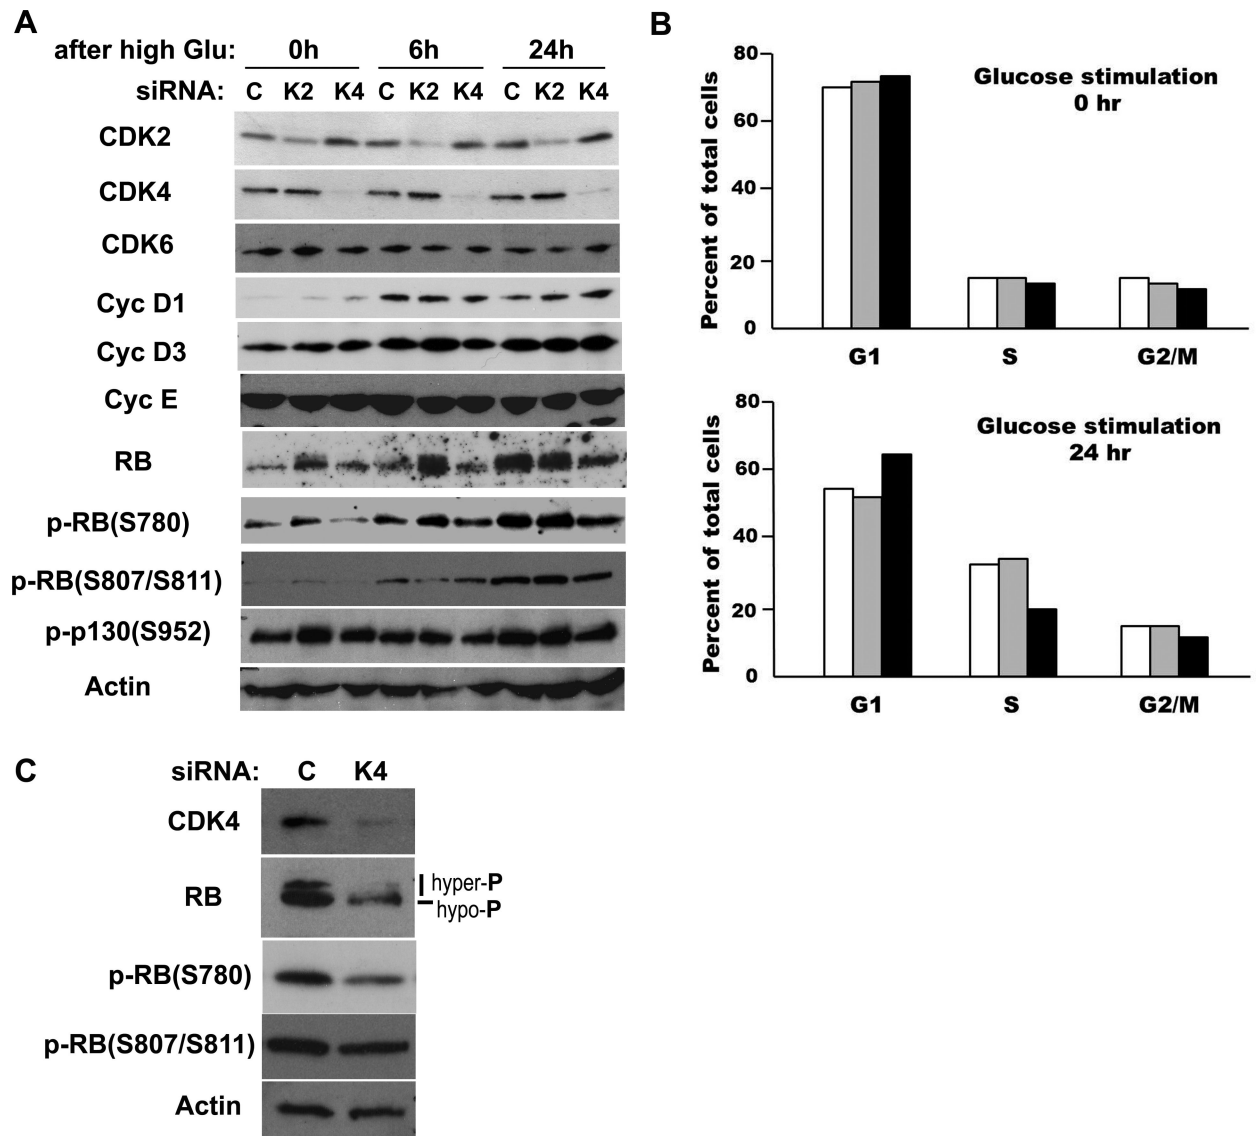 A
after high Glu: 0h 6h 24h
siRNA: C K2 K4 C K2 K4 C K2 K4
CDK2
CDK4
CDK6
Cyc D1
Cyc D3
Cyc E
RB
p-RB(S780)
p-RB(S807/S811)
p-p130(S952)
Actin
B
Percent of total cells
80
60
40
20
0
Glucose stimulation
0 hr
G1 S G2/M
Percent of total cells
80
60
40
20
0
Glucose stimulation
24 hr
G1 S G2/M
C
siRNA: C K4
CDK4
RB
hyper-P
hypo-P
p-RB(S780)
p-RB(S807/S811)
Actin